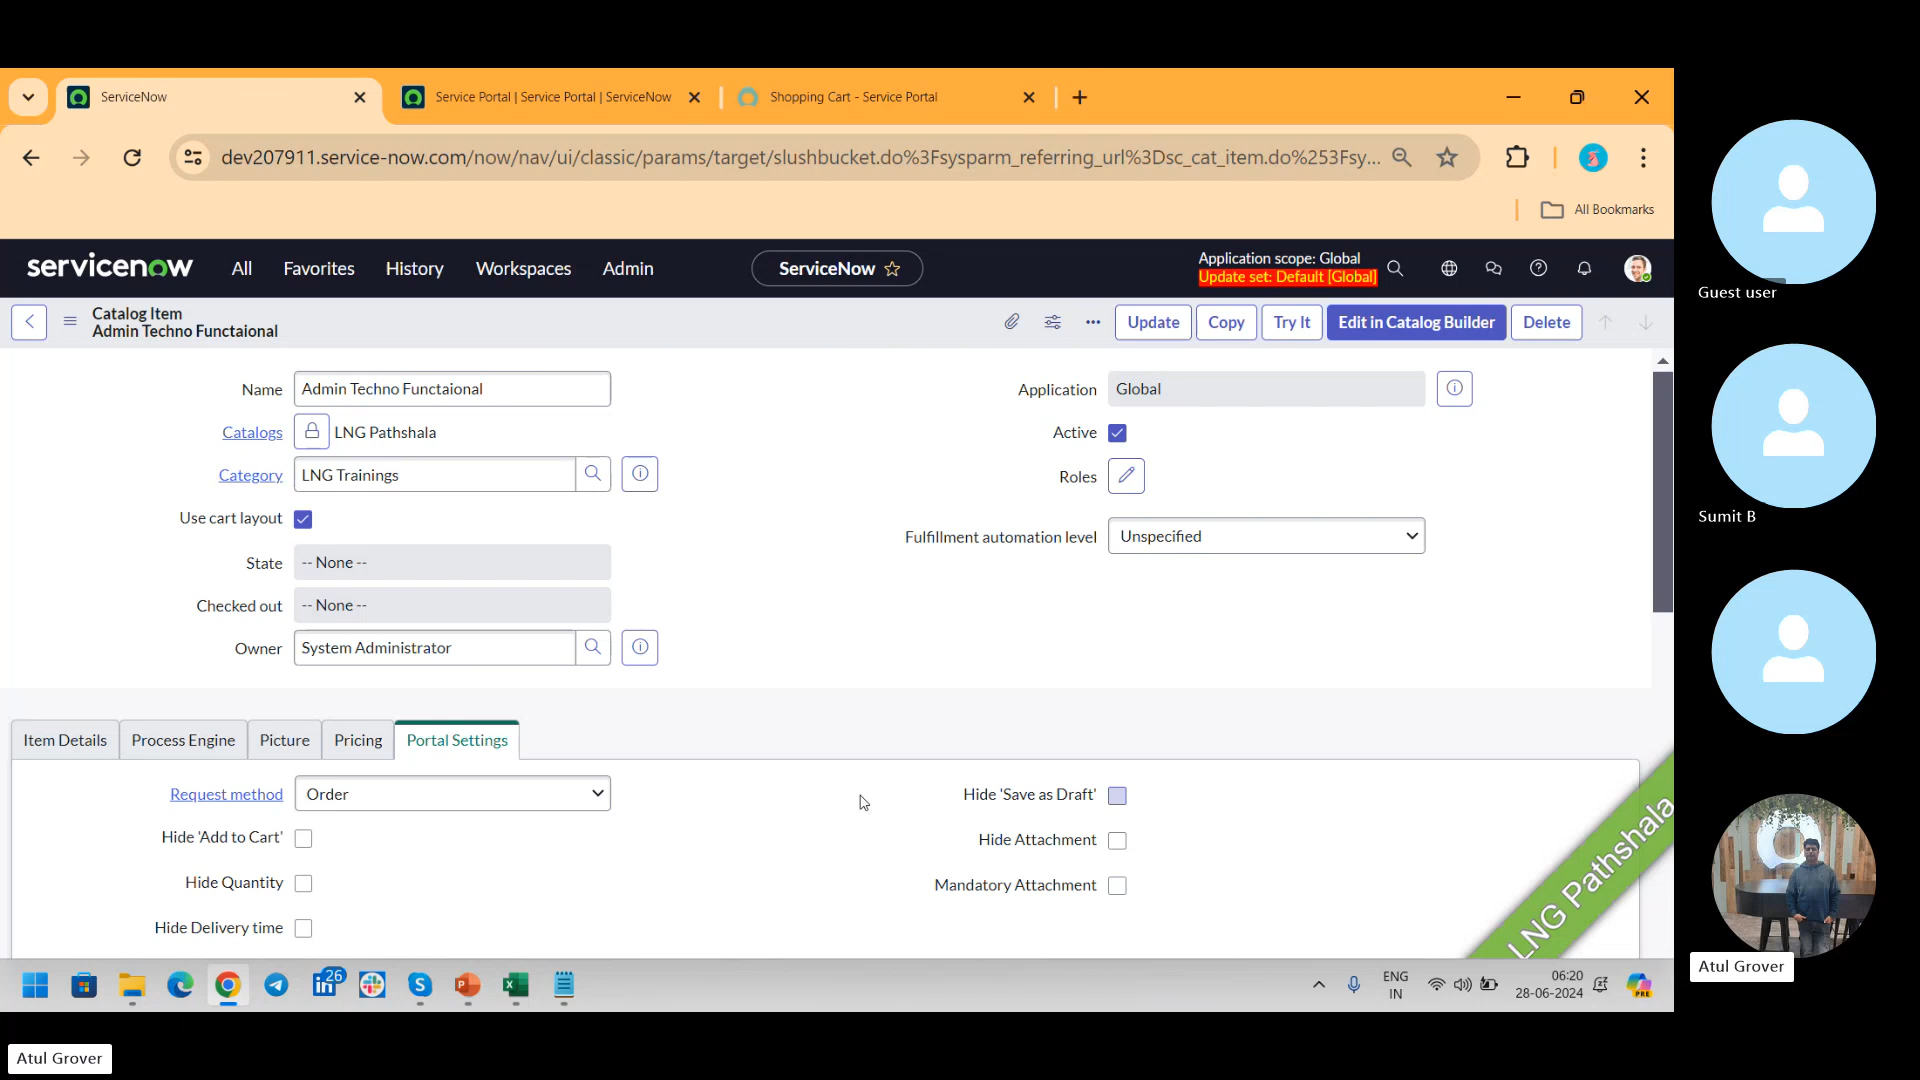 ServiceNow
Service Portal | Service Portal | ServiceNow
Shopping Cart - Service Portal
dev207911.service-now.com/now/nav/ui/classic/params/target/slushbucket.do%3Fsysparm_referring_url%3Dsc_cat_item.do%253Fsy...
All Bookmarks
servicenow
All
Favorites
History
Workspaces
Admin
ServiceNow
Application scope: Global
Update set: Default [Global]
Catalog Item
Admin Techno Functaional
Update
Copy
Try It
Edit in Catalog Builder
Delete
Name
Admin Techno Functaional
Catalogs
LNG Pathshala
Category
LNG Trainings
Use cart layout
State
-- None --
Checked out
-- None --
Owner
System Administrator
Application
Global
Active
Roles
Fulfillment automation level
Unspecified
Item Details
Process Engine
Picture
Pricing
Portal Settings
Request method
Order
Hide 'Add to Cart'
Hide Quantity
Hide Delivery time
Hide 'Save as Draft'
Hide Attachment
Mandatory Attachment
LNG Pathshala
26
ENG
IN
06:20
28-06-2024
PRE
Guest user
Sumit B
Atul Grover
Atul Grover